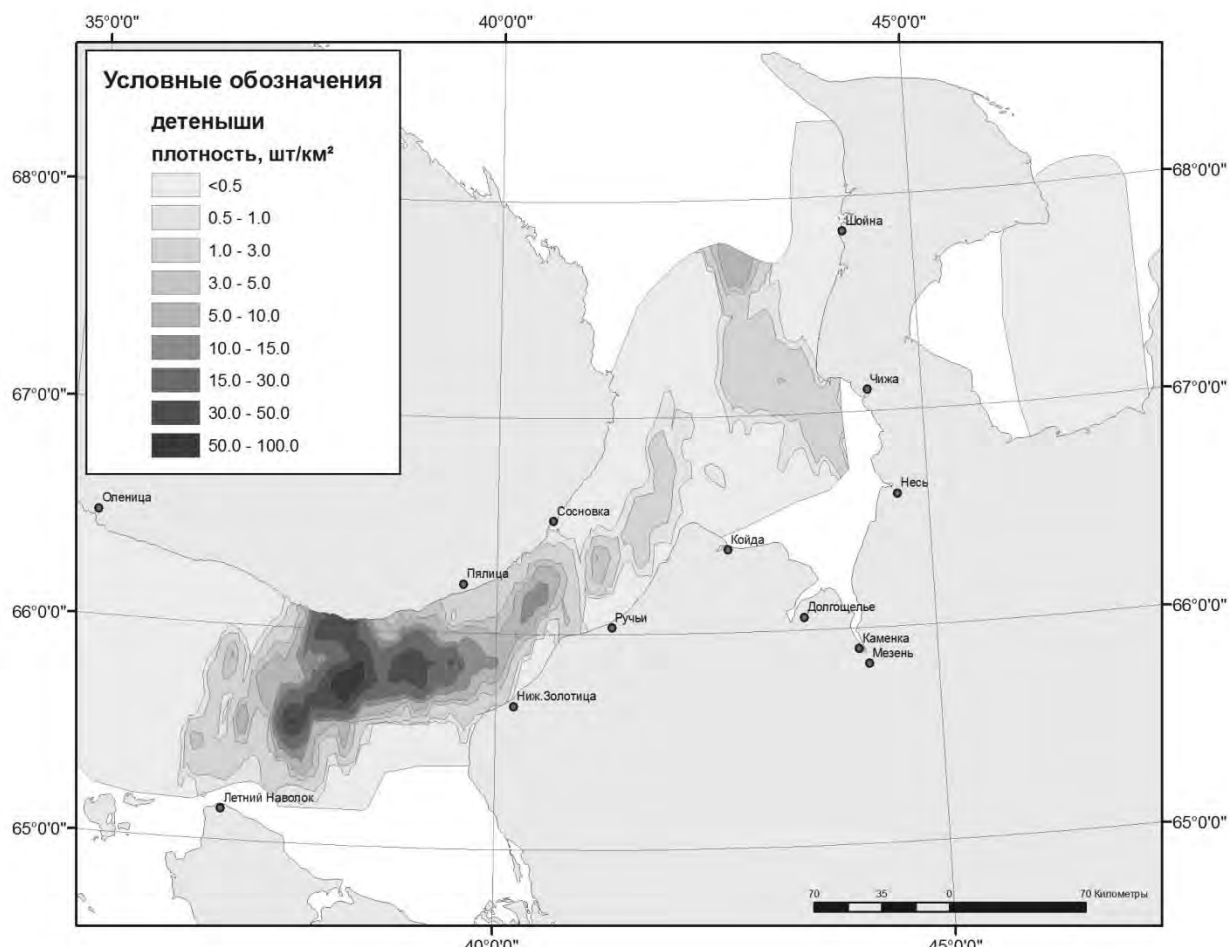 35°0'0"
40°0'0"
45°0'0"
Условные обозначения
детеныши
плотность, шт/км²
<0.5
0.5 - 1.0
1.0 - 3.0
3.0 - 5.0
5.0 - 10.0
10.0 - 15.0
15.0 - 30.0
30.0 - 50.0
50.0 - 100.0
68°0'0"
68°0'0"
Шойна
67°0'0"
67°0'0"
Чижа
Оленица
Несь
Сосновка
Койда
Пялица
66°0'0"
66°0'0"
Ручьи
Долгощелье
Каменка
Мезень
Ниж.Золотица
Летний Наволок
65°0'0"
65°0'0"
70 35 0 70 Километры
40°0'0"
45°0'0"